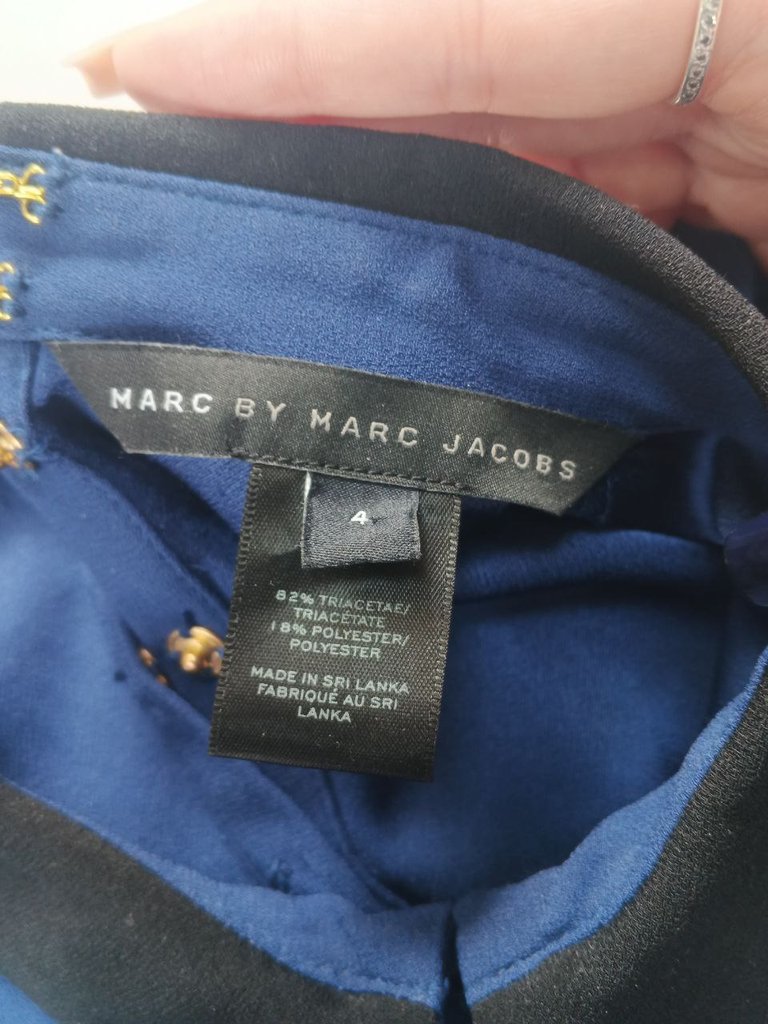 MARC BY MARC JACOBS
4
82% TRIACETAE/
TRIACÉTATE
18% POLYESTER/
POLYESTER
MADE IN SRI LANKA
FABRIQUÉ AU SRI
LANKA